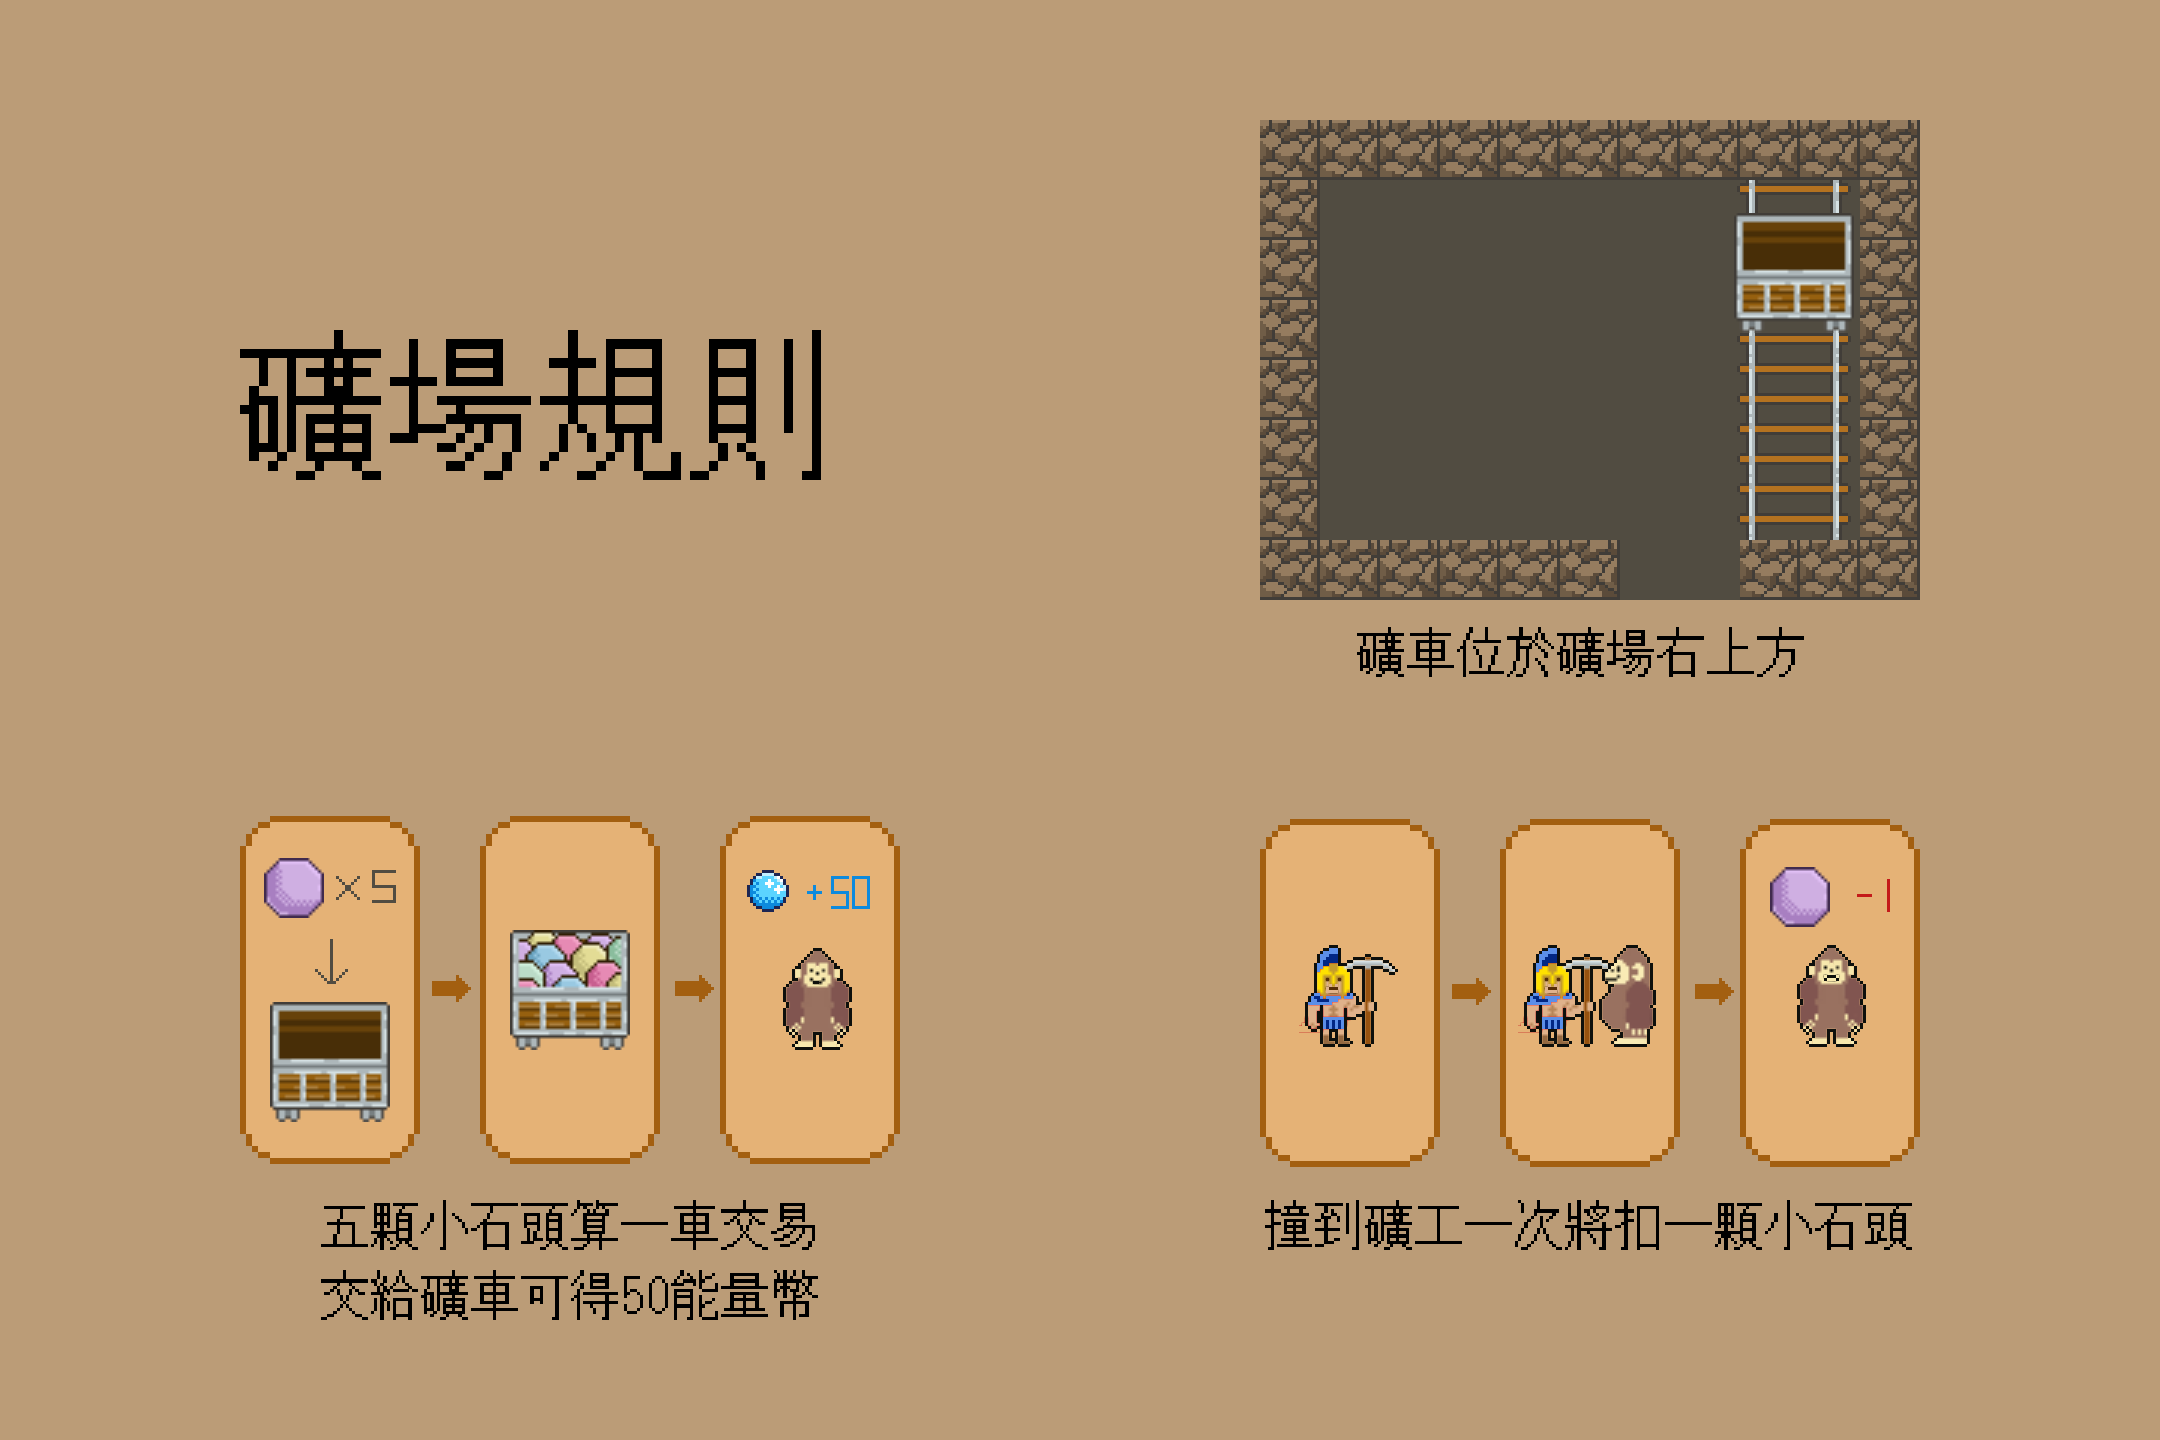 礦場規則
礦車位於礦場右上方
×5
+50
五顆小石頭算一車交易
交給礦車可得50能量幣
-1
撞到礦工一次將扣一顆小石頭